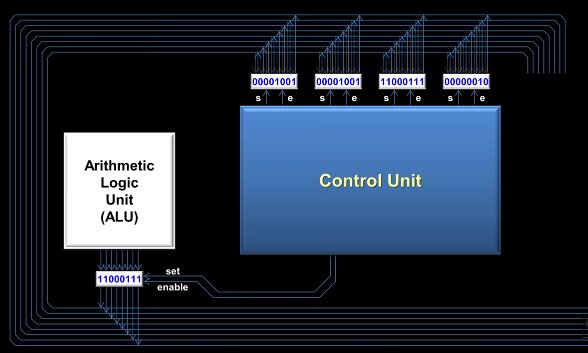 00001001 00001001 11000111 00000010
s e s e s e s e
Arithmetic
Logic
Unit
(ALU)
Control Unit
11000111
set
enable